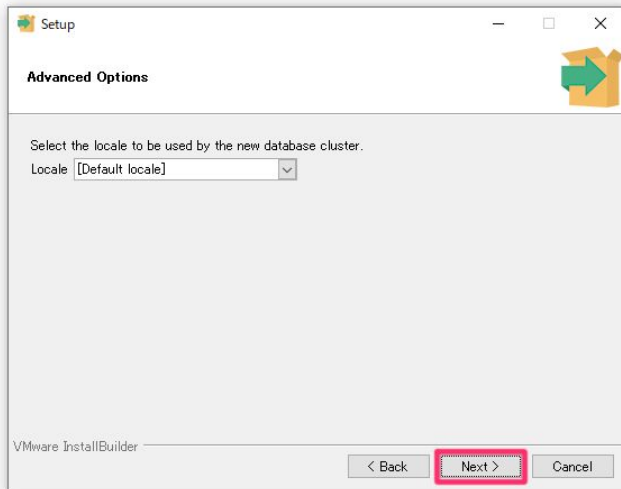 Setup
Advanced Options
Select the locale to be used by the new database cluster.
Locale [Default locale]
VMware InstallBuilder
< Back Next > Cancel